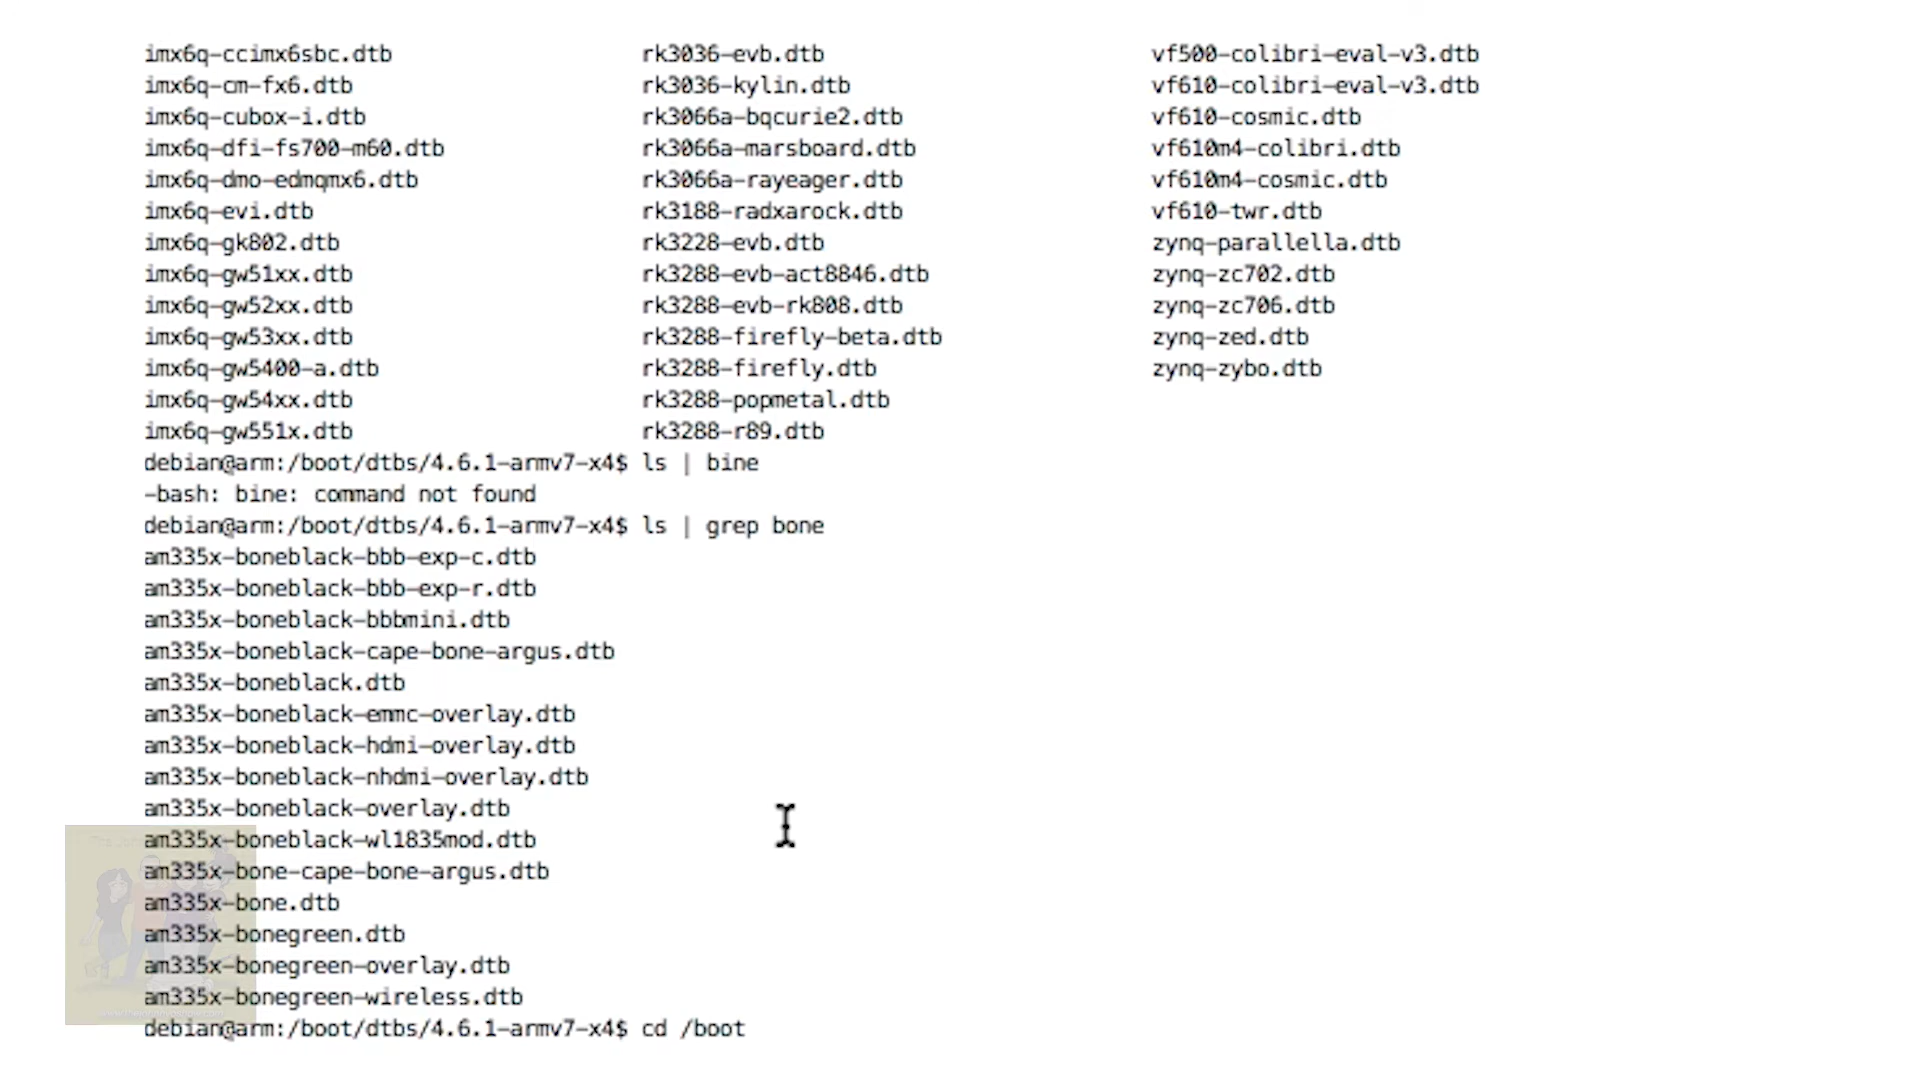 imx6q-ccimx6sbc.dtb rk3036-evb.dtb vf500-colibri-eval-v3.dtb
imx6q-cm-fx6.dtb rk3036-kylin.dtb vf610-colibri-eval-v3.dtb
imx6q-cubox-i.dtb rk3066a-bqcurie2.dtb vf610-cosmic.dtb
imx6q-dfi-fs700-m60.dtb rk3066a-marsboard.dtb vf610m4-colibri.dtb
imx6q-dmo-edmqmx6.dtb rk3066a-rayeager.dtb vf610m4-cosmic.dtb
imx6q-evi.dtb rk3188-radxarock.dtb vf610-twr.dtb
imx6q-gk802.dtb rk3228-evb.dtb zynq-parallella.dtb
imx6q-gw51xx.dtb rk3288-evb-act8846.dtb zynq-zc702.dtb
imx6q-gw52xx.dtb rk3288-evb-rk808.dtb zynq-zc706.dtb
imx6q-gw53xx.dtb rk3288-firefly-beta.dtb zynq-zed.dtb
imx6q-gw5400-a.dtb rk3288-firefly.dtb zynq-zybo.dtb
imx6q-gw54xx.dtb rk3288-popmetal.dtb
imx6q-gw551x.dtb rk3288-r89.dtb
debian@arm:/boot/dtbs/4.6.1-armv7-x4$ ls | bine
-bash: bine: command not found
debian@arm:/boot/dtbs/4.6.1-armv7-x4$ ls | grep bone
am335x-boneblack-bbb-exp-c.dtb
am335x-boneblack-bbb-exp-r.dtb
am335x-boneblack-bbbmini.dtb
am335x-boneblack-cape-bone-argus.dtb
am335x-boneblack.dtb
am335x-boneblack-emmc-overlay.dtb
am335x-boneblack-hdmi-overlay.dtb
am335x-boneblack-nhdmi-overlay.dtb
am335x-boneblack-overlay.dtb
am335x-boneblack-wl1835mod.dtb
am335x-bone-cape-bone-argus.dtb
am335x-bone.dtb
am335x-bonegreen.dtb
am335x-bonegreen-overlay.dtb
am335x-bonegreen-wireless.dtb
debian@arm:/boot/dtbs/4.6.1-armv7-x4$ cd /boot